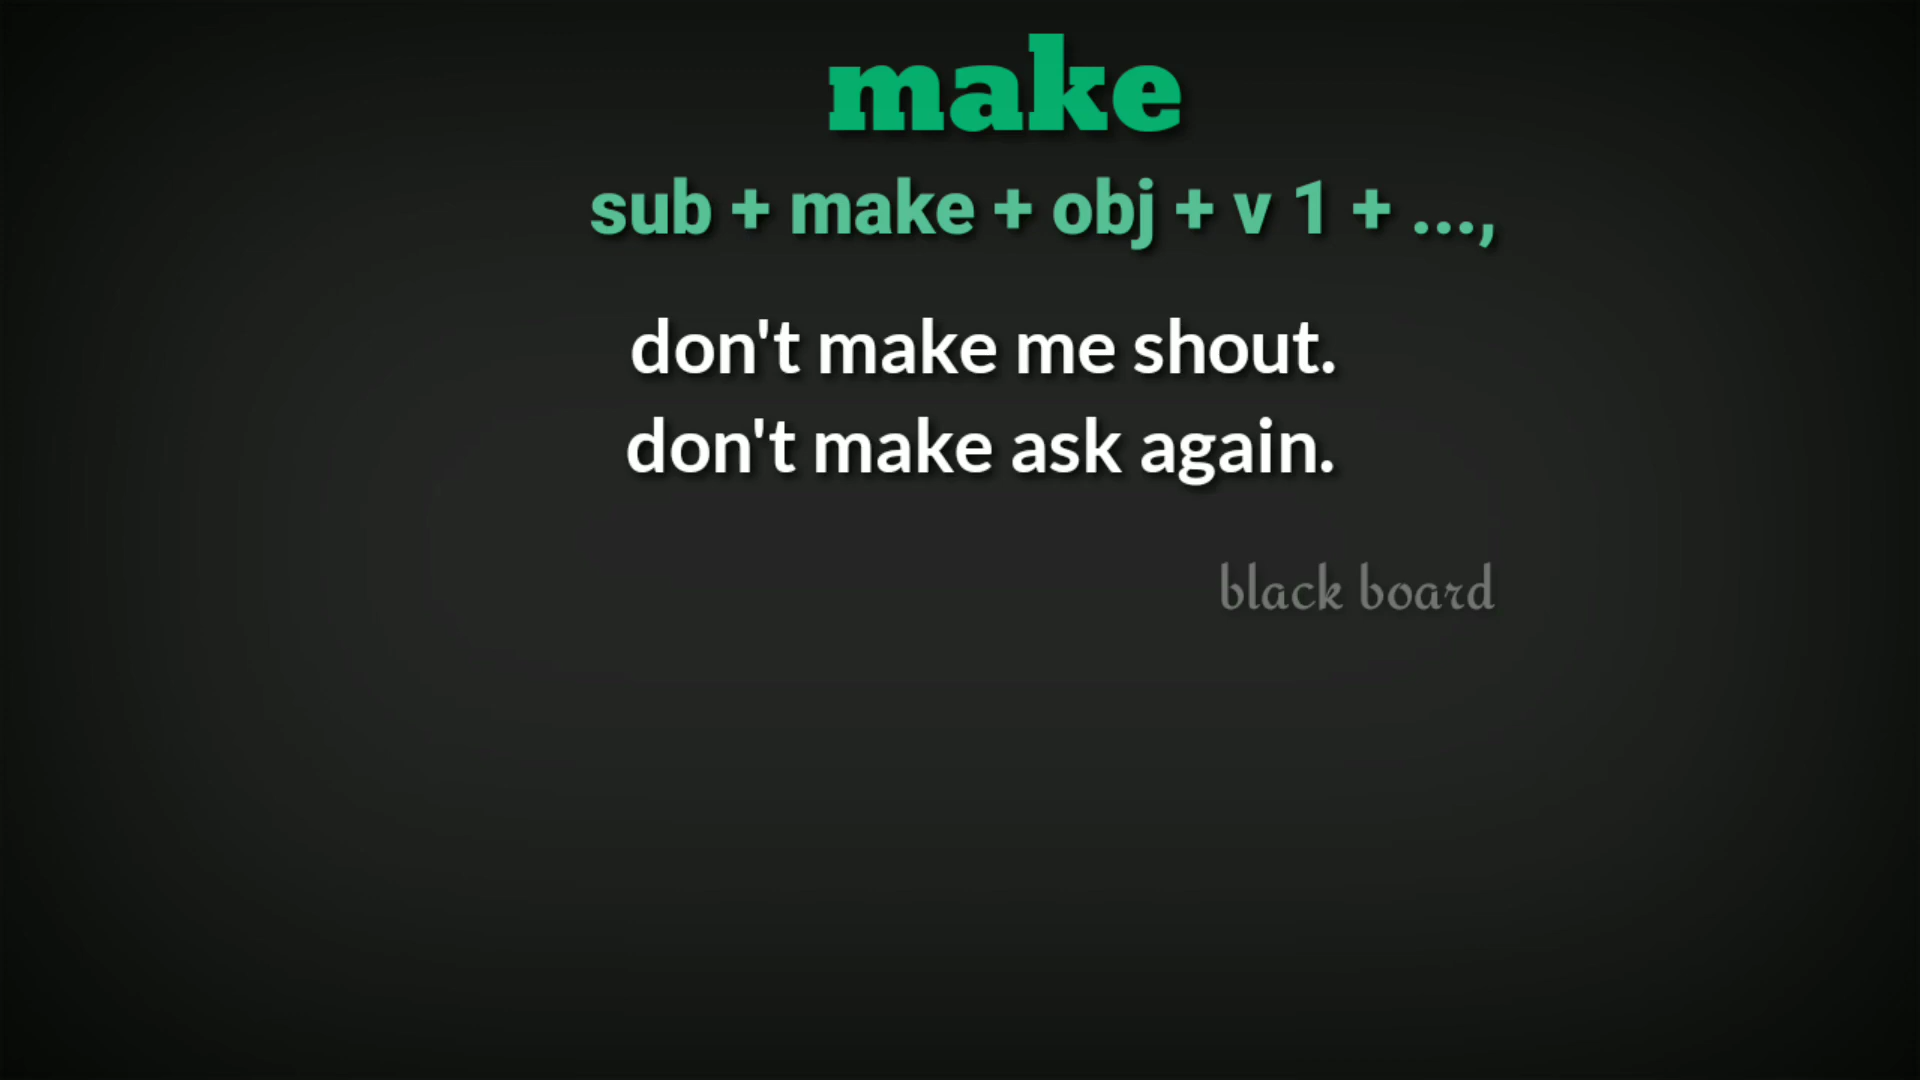 make
sub + make + obj + v 1 + ...,
don't make me shout.
don't make ask again.
black board